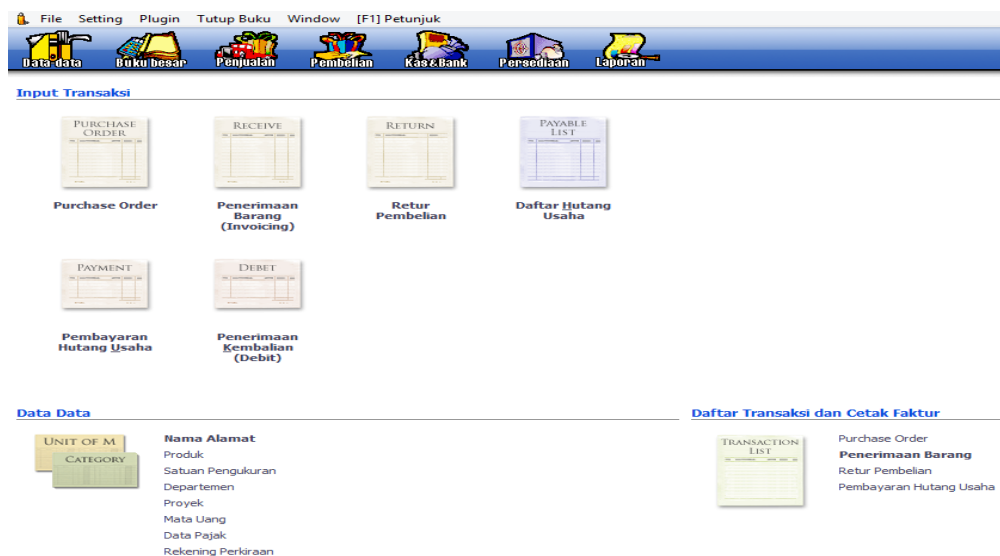 File Setting Plugin Tutup Buku Window [F1] Petunjuk
Data-data Buku besar Penjualan Pembelian Kas&Bank Persediaan Laporan
Input Transaksi
PURCHASE ORDER
RECEIVE
RETURN
PAYABLE LIST
Purchase Order
Penerimaan Barang (Invoicing)
Retur Pembelian
Daftar Hutang Usaha
PAYMENT
DEBET
Pembayaran Hutang Usaha
Penerimaan Kembalian (Debit)
Data Data
UNIT OF M
CATEGORY
Nama Alamat
Produk
Satuan Pengukuran
Departemen
Proyek
Mata Uang
Data Pajak
Rekening Perkiraan
Daftar Transaksi dan Cetak Faktur
TRANSACTION LIST
Purchase Order
Penerimaan Barang
Retur Pembelian
Pembayaran Hutang Usaha